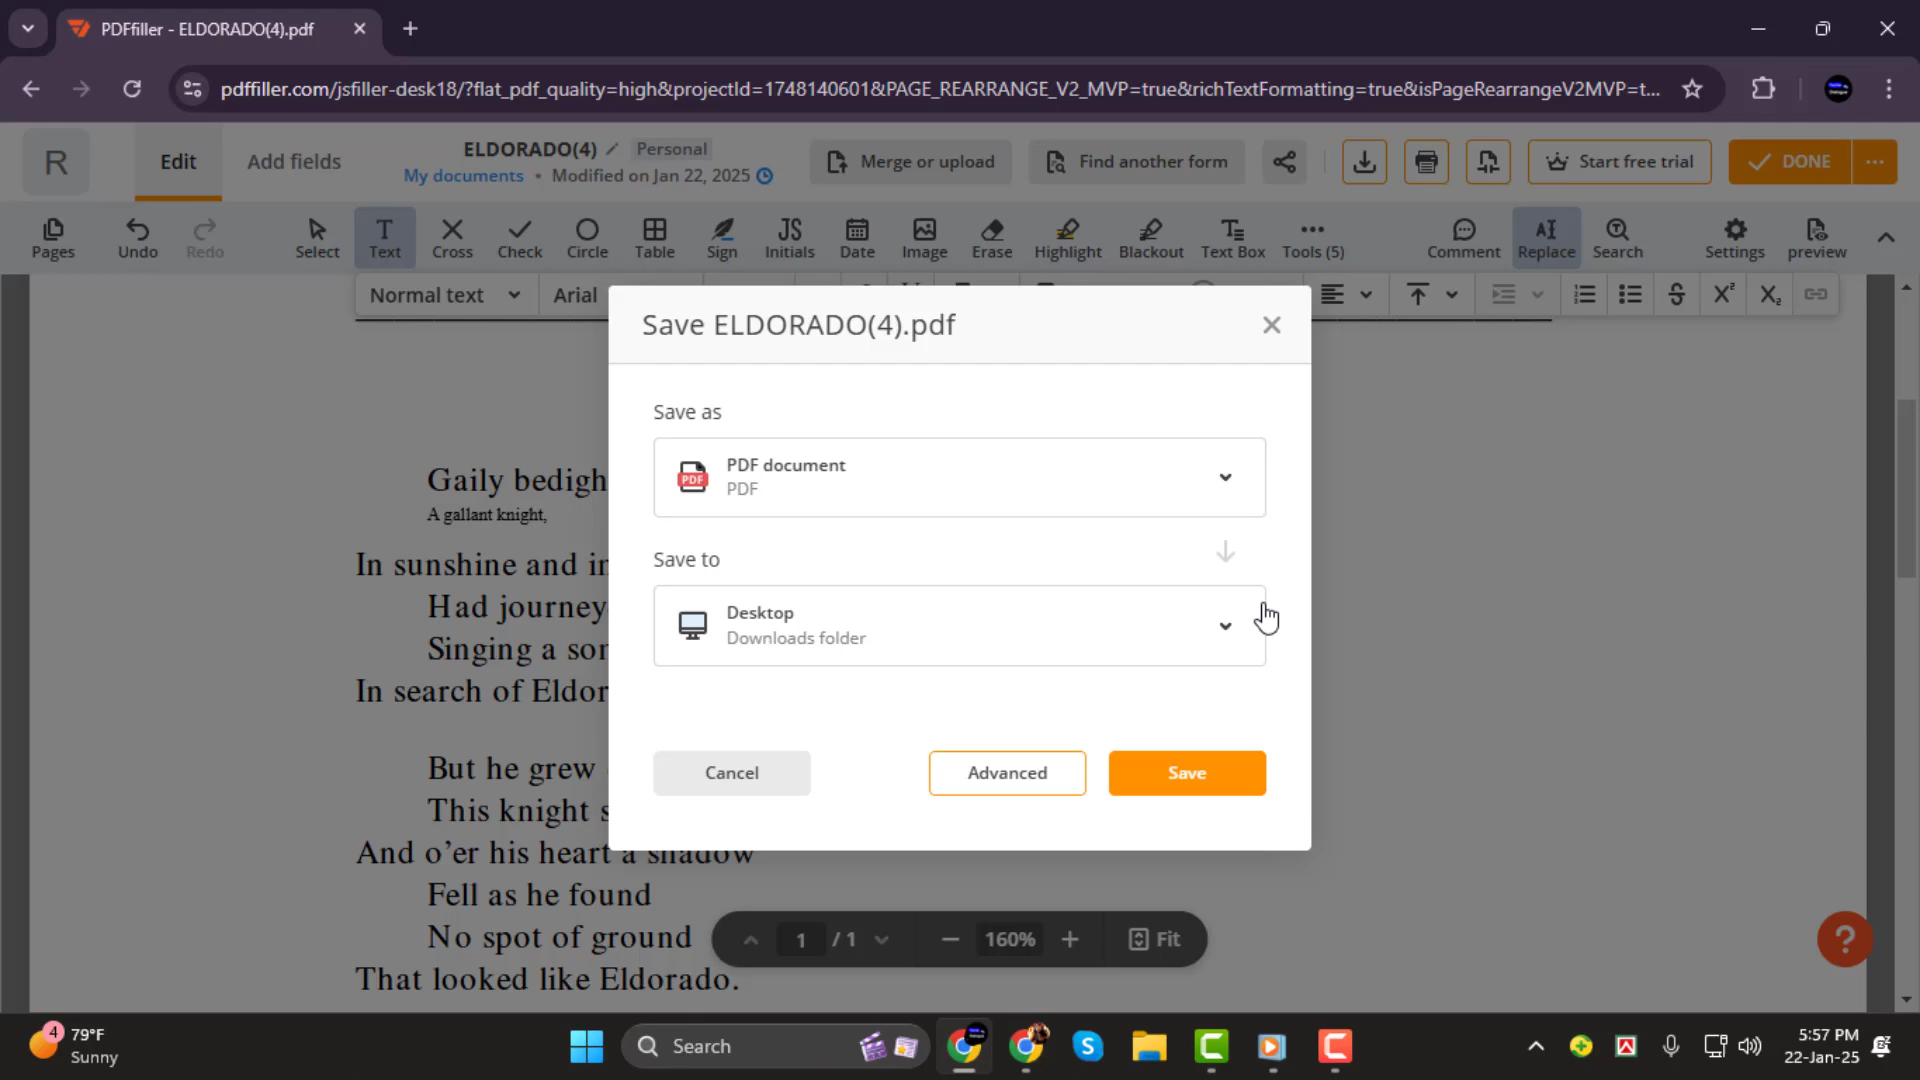 PDFfiller - ELDORADO(4).pdf
pdffiller.com/jsfiller-desk18/?flat_pdf_quality=high&projectId=1748140601&PAGE_REARRANGE_V2_MVP=true&richTextFormatting=true&isPageRearrangeV2MVP=t...
R
Edit
Add fields
ELDORADO(4)
Personal
My documents • Modified on Jan 22, 2025
Merge or upload
Find another form
Start free trial
DONE
Pages
Undo
Redo
Select
Text
Cross
Check
Circle
Table
Sign
Initials
Date
Image
Erase
Highlight
Blackout
Text Box
Tools (5)
Comment
Replace
Search
Settings
preview
Normal text
Arial
Save ELDORADO(4).pdf
Save as
PDF document
PDF
Save to
Desktop
Downloads folder
Cancel
Advanced
Save
Gaily bedigh
A gallant knight,
In sunshine and in
Had journey
Singing a son
In search of Eldor
But he grew
This knight s
And o’er his heart a shadow
Fell as he found
No spot of ground
That looked like Eldorado.
1 / 1
160%
Fit
?
4
79°F
Sunny
Search
5:57 PM
22-Jan-25